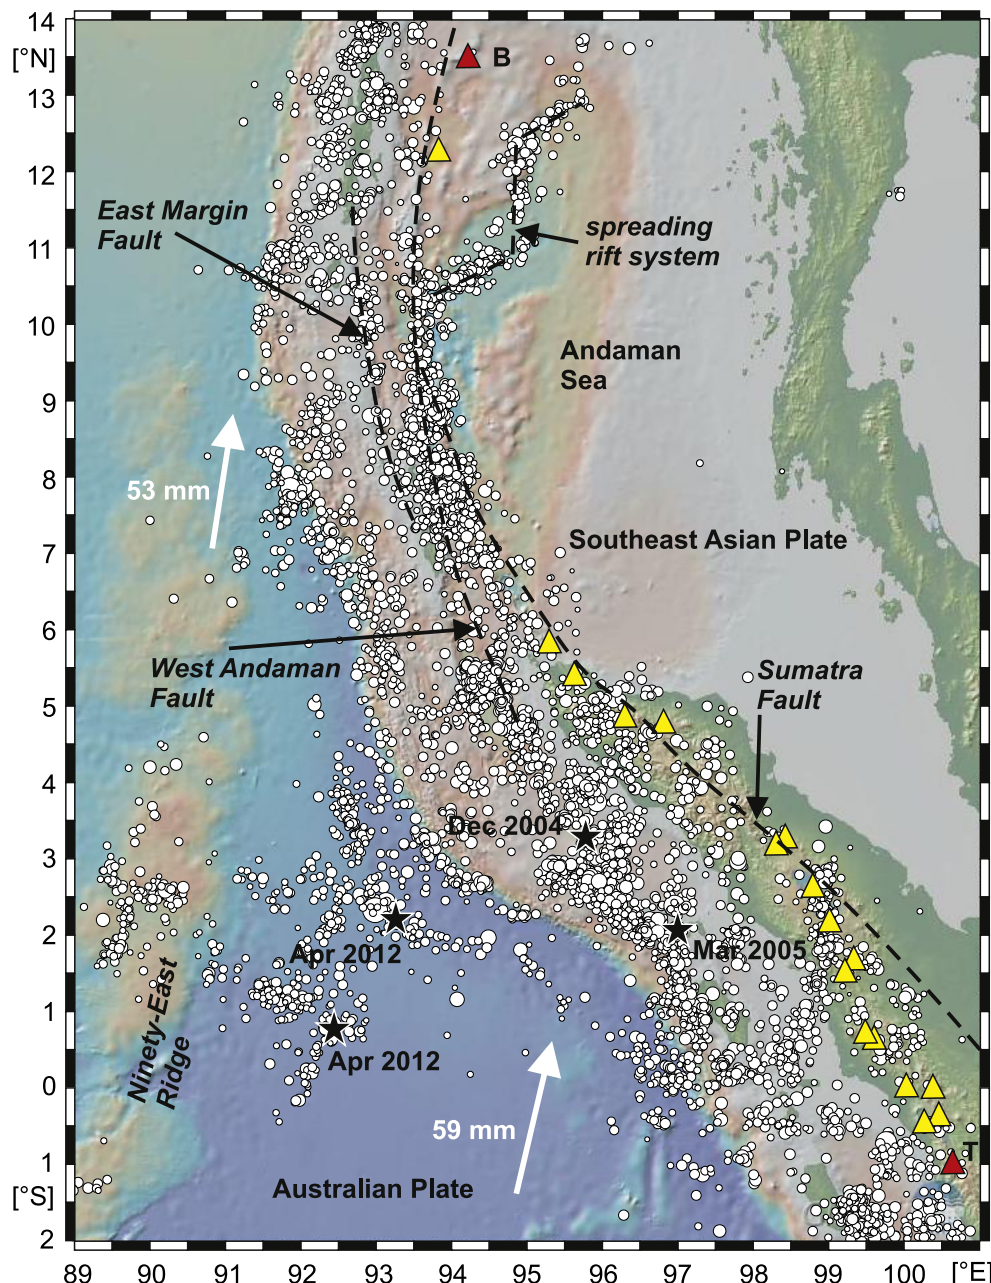 14
[°N]
13
12
11
10
9
8
7
6
5
4
3
2
1
0
1
[°S]
2
B
East Margin
Fault
spreading
rift system
Andaman
Sea
53 mm
Southeast Asian Plate
West Andaman
Fault
Sumatra
Fault
Dec 2004
Apr 2012
Mar 2005
Ninety-East
Ridge
Apr 2012
59 mm
T
Australian Plate
89 90 91 92 93 94 95 96 97 98 99 100 [°E]